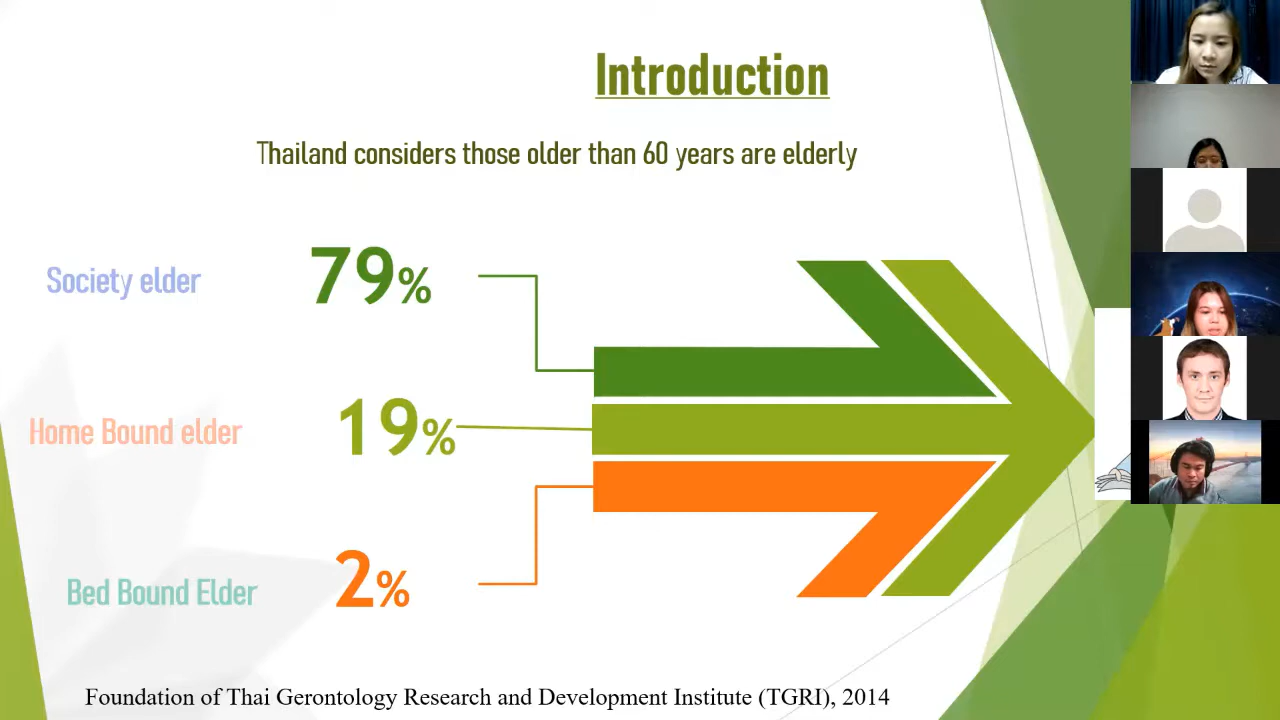 Introduction
Thailand considers those older than 60 years are elderly
Society elder 79%
Home Bound elder 19%
Bed Bound Elder 2%
Foundation of Thai Gerontology Research and Development Institute (TGRI), 2014